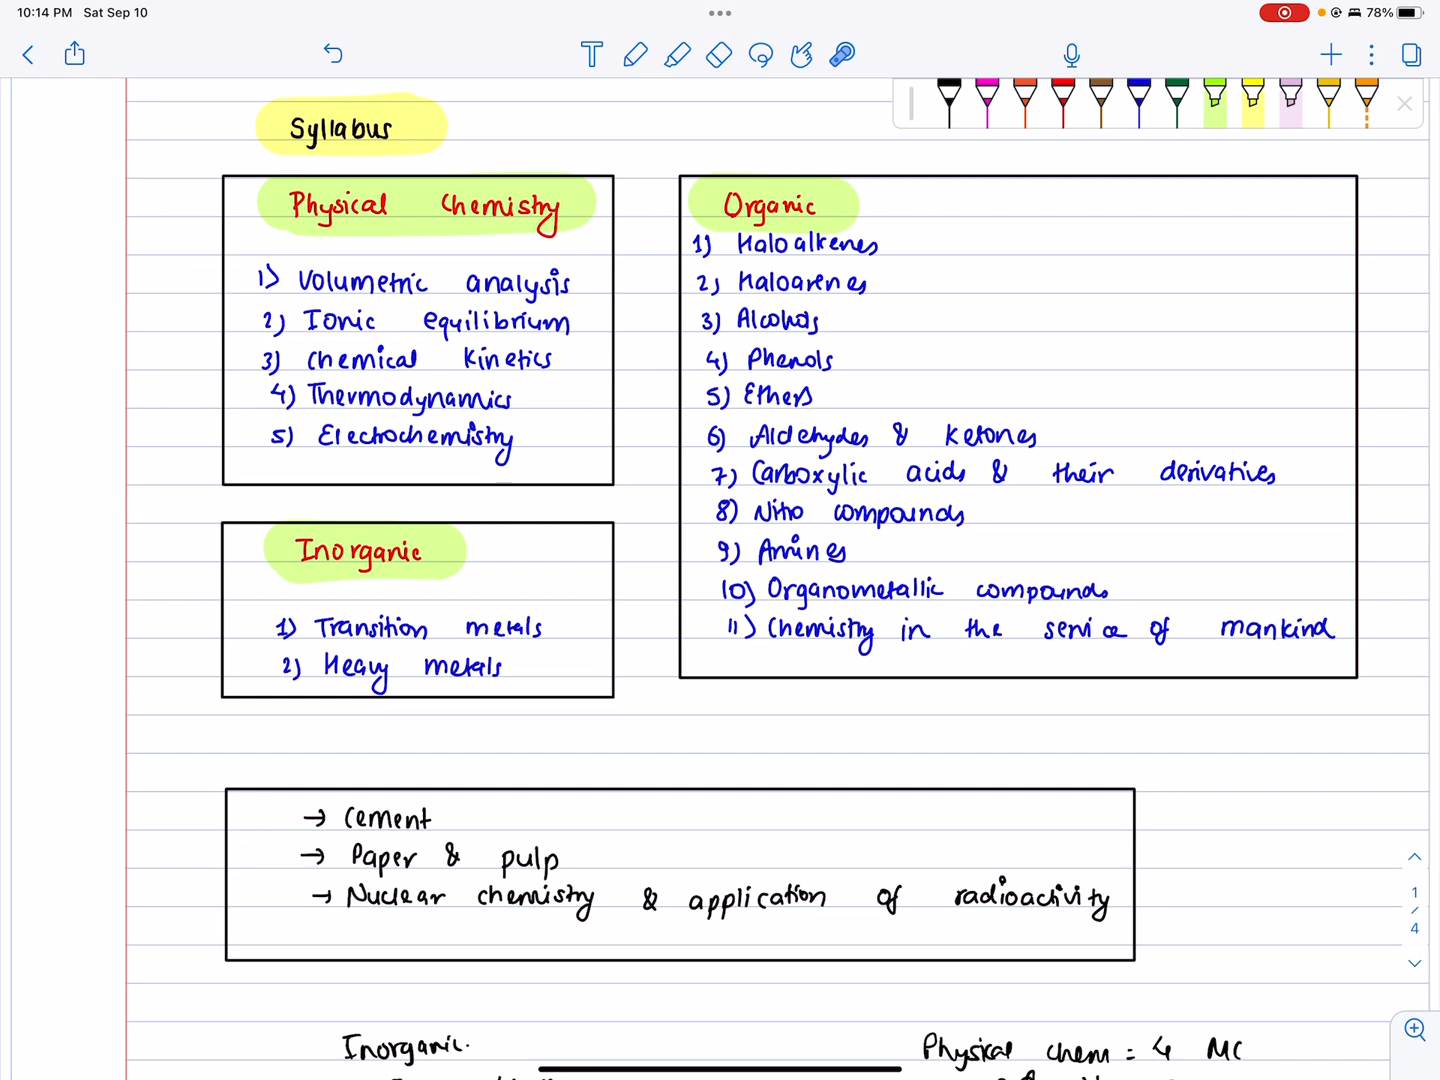 10:14 PM Sat Sep 10
78%
Syllabus
Physical Chemistry
1) Volumetric analysis
2) Ionic equilibrium
3) Chemical Kinetics
4) Thermodynamics
5) Electrochemistry
Inorganic
1) Transition metals
2) Heavy metals
Organic
1) Haloalkenes
2) Haloarenes
3) Alcohols
4) Phenols
5) Ethers
6) Aldehydes & Ketones
7) Carboxylic acids & their derivatives
8) Nitro compounds
9) Amines
10) Organometallic compounds
11) Chemistry in the service of mankind
→ Cement
→ Paper & pulp
→ Nuclear chemistry & application of radioactivity
1 / 4
Inorganic.
Physical chem = 4 MC